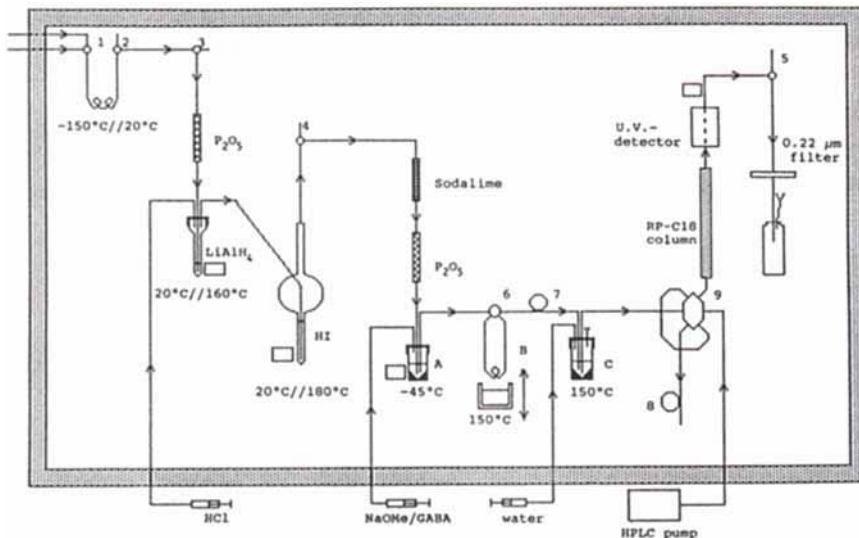 1
2
3
-150°C//20°C
P₂O₅
LiAlH₄
20°C//160°C
4
HI
20°C//180°C
Sodalime
P₂O₅
A
-45°C
6
B
150°C
7
C
150°C
8
9
RP-C18
column
U.V.-
detector
5
0.22 µm
filter
HCl
NaOMe/GABA
water
HPLC pump